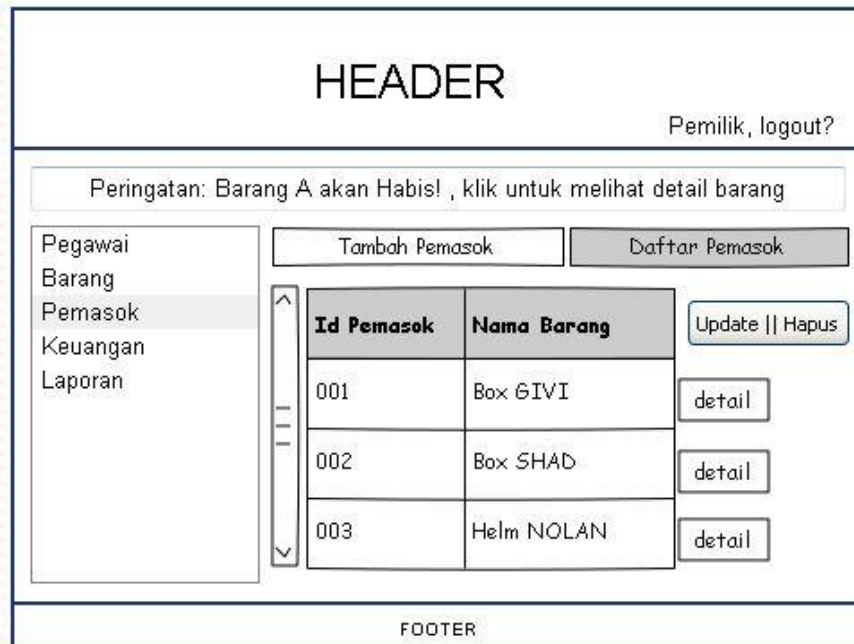 HEADER
Pemilik, logout?
Peringatan: Barang A akan Habis! , klik untuk melihat detail barang
Pegawai
Barang
Pemasok
Keuangan
Laporan
Tambah Pemasok
Daftar Pemasok
Id Pemasok
Nama Barang
Update || Hapus
001
Box GIVI
detail
002
Box SHAD
detail
003
Helm NOLAN
detail
FOOTER